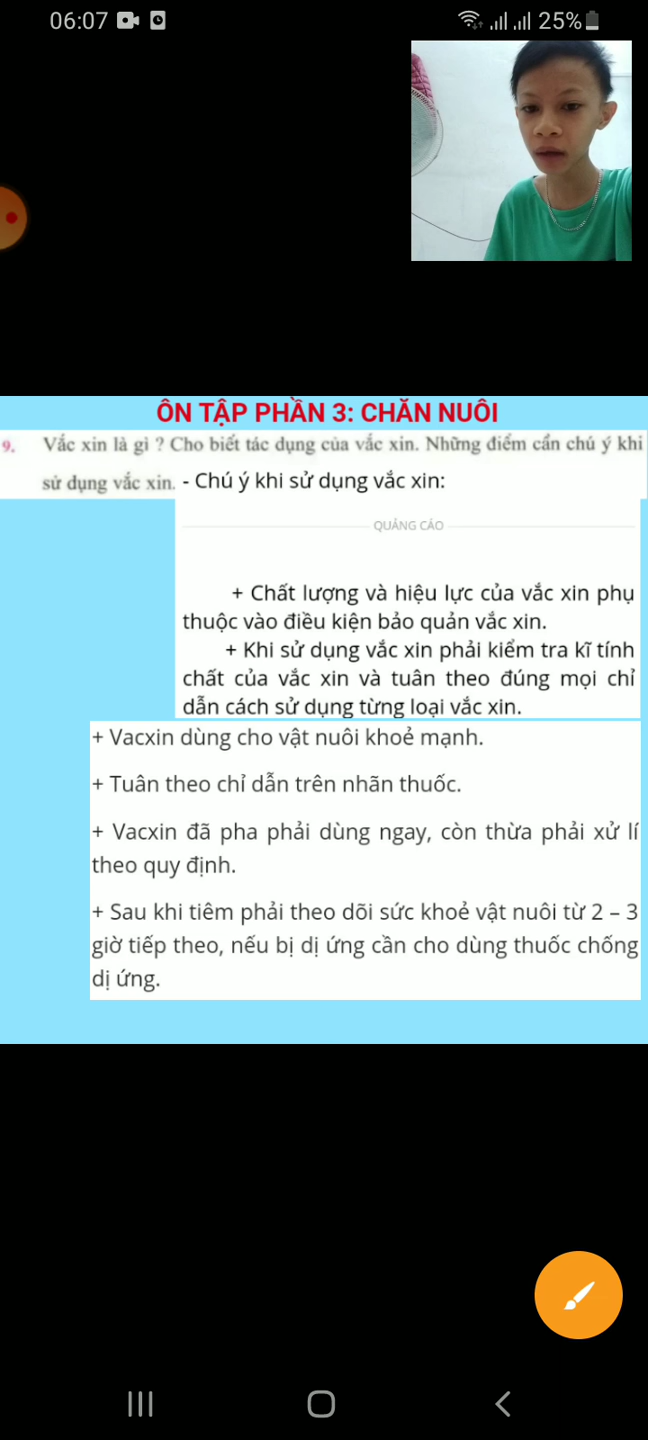 06:07 25%
ÔN TẬP PHẦN 3: CHĂN NUÔI
9. Vắc xin là gì ? Cho biết tác dụng của vắc xin. Những điểm cần chú ý khi
sử dụng vắc xin. - Chú ý khi sử dụng vắc xin:
QUẢNG CÁO
+ Chất lượng và hiệu lực của vắc xin phụ
thuộc vào điều kiện bảo quản vắc xin.
+ Khi sử dụng vắc xin phải kiểm tra kĩ tính
chất của vắc xin và tuân theo đúng mọi chỉ
dẫn cách sử dụng từng loại vắc xin.
+ Vacxin dùng cho vật nuôi khoẻ mạnh.
+ Tuân theo chỉ dẫn trên nhãn thuốc.
+ Vacxin đã pha phải dùng ngay, còn thừa phải xử lí
theo quy định.
+ Sau khi tiêm phải theo dõi sức khoẻ vật nuôi từ 2 – 3
giờ tiếp theo, nếu bị dị ứng cần cho dùng thuốc chống
dị ứng.